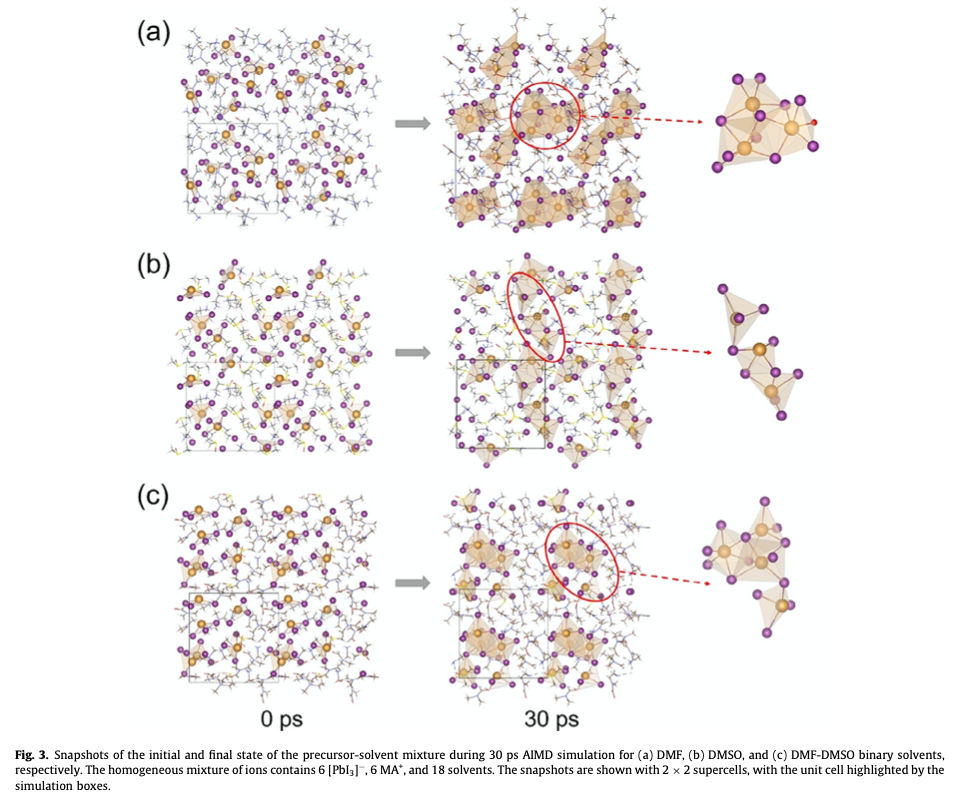 (a)
(b)
(c)
0 ps
30 ps
Fig. 3. Snapshots of the initial and final state of the precursor-solvent mixture during 30 ps AIMD simulation for (a) DMF, (b) DMSO, and (c) DMF-DMSO binary solvents,
respectively. The homogeneous mixture of ions contains 6 [PbI₃]⁻, 6 MA⁺, and 18 solvents. The snapshots are shown with 2 × 2 supercells, with the unit cell highlighted by the
simulation boxes.